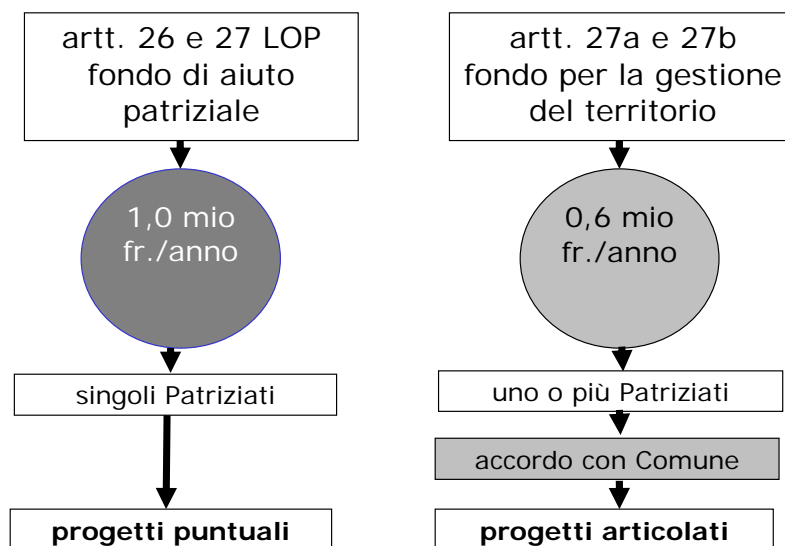 artt. 26 e 27 LOP
fondo di aiuto
patriziale
1,0 mio
fr./anno
singoli Patriziati
progetti puntuali
artt. 27a e 27b
fondo per la gestione
del territorio
0,6 mio
fr./anno
uno o più Patriziati
accordo con Comune
progetti articolati